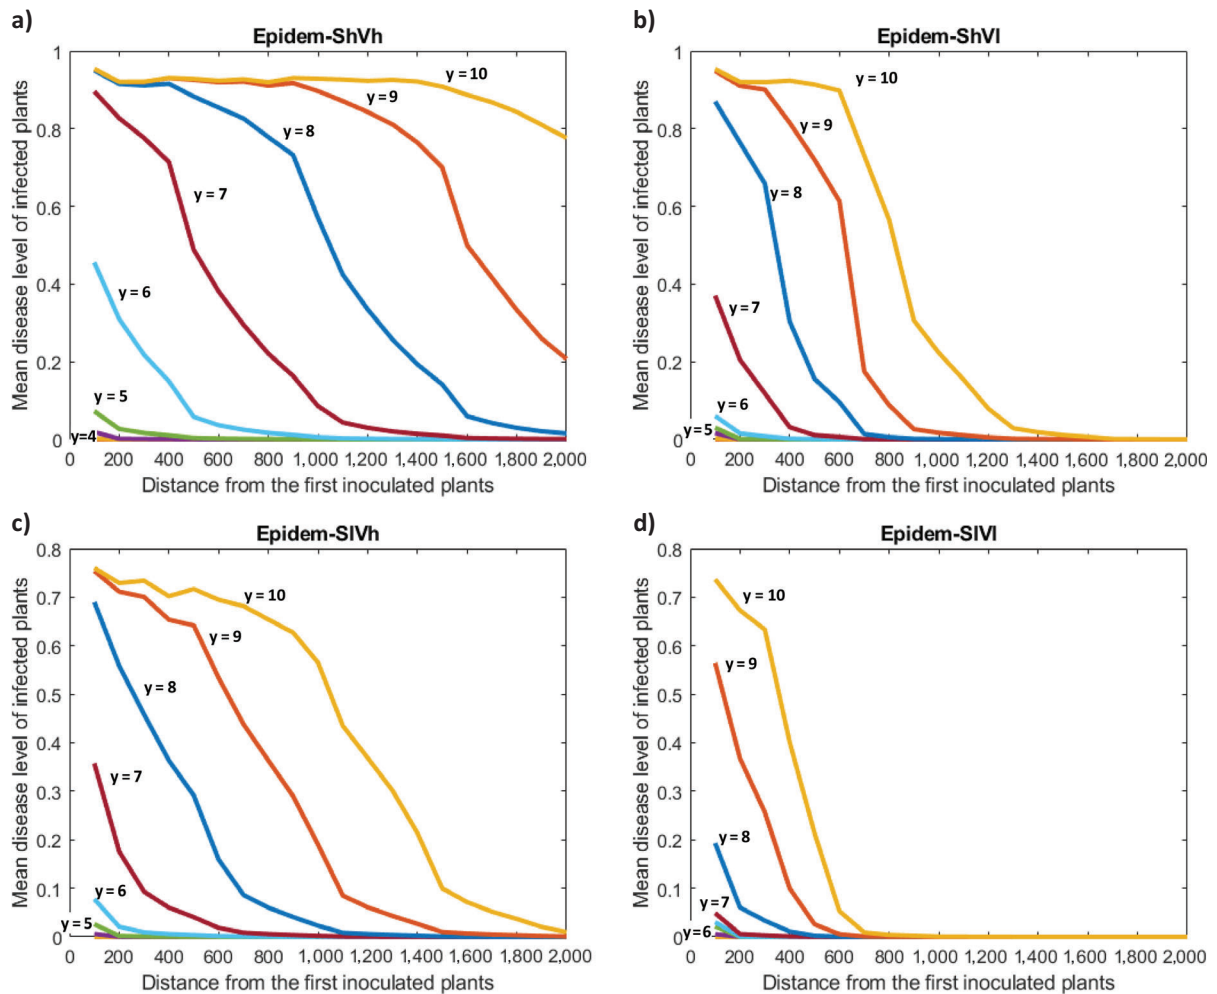 a)
Epidem-ShVh
Mean disease level of infected plants
1
0.8
0.6
0.4
0.2
0
y = 10
y = 9
y = 8
y = 7
y = 6
y = 5
y=4
0 200 400 600 800 1,000 1,200 1,400 1,600 1,800 2,000
Distance from the first inoculated plants
b)
Epidem-ShVl
Mean disease level of infected plants
1
0.8
0.6
0.4
0.2
0
y = 10
y = 9
y = 8
y = 7
y = 6
y = 5
0 200 400 600 800 1,000 1,200 1,400 1,600 1,800 2,000
Distance from the first inoculated plants
c)
Epidem-SlVh
Mean disease level of infected plants
0.8
0.7
0.6
0.5
0.4
0.3
0.2
0.1
0
y = 10
y = 9
y = 8
y = 7
y = 6
y = 5
0 200 400 600 800 1,000 1,200 1,400 1,600 1,800 2,000
Distance from the first inoculated plants
d)
Epidem-SlVl
Mean disease level of infected plants
0.8
0.7
0.6
0.5
0.4
0.3
0.2
0.1
0
y = 10
y = 9
y = 8
y = 7
y = 6
0 200 400 600 800 1,000 1,200 1,400 1,600 1,800 2,000
Distance from the first inoculated plants